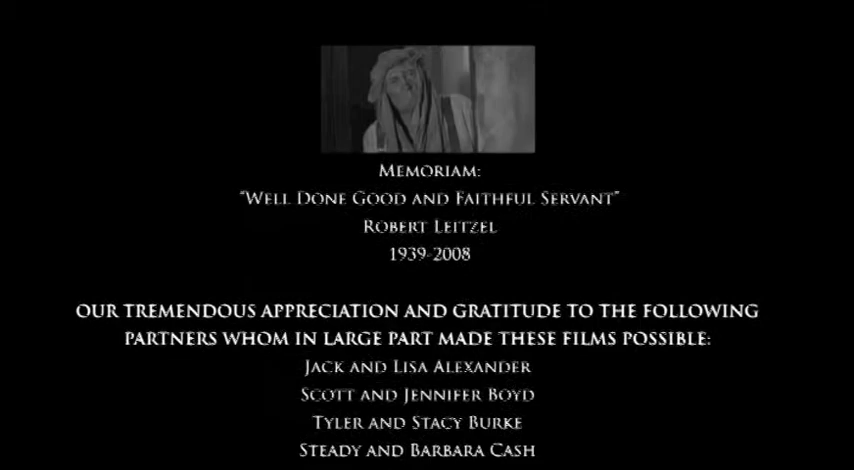 MEMORIAM:
"WELL DONE GOOD AND FAITHFUL SERVANT"
ROBERT LEITZEL
1939-2008
OUR TREMENDOUS APPRECIATION AND GRATITUDE TO THE FOLLOWING
PARTNERS WHOM IN LARGE PART MADE THESE FILMS POSSIBLE:
JACK AND LISA ALEXANDER
SCOTT AND JENNIFER BOYD
TYLER AND STACY BURKE
STEADY AND BARBARA CASH